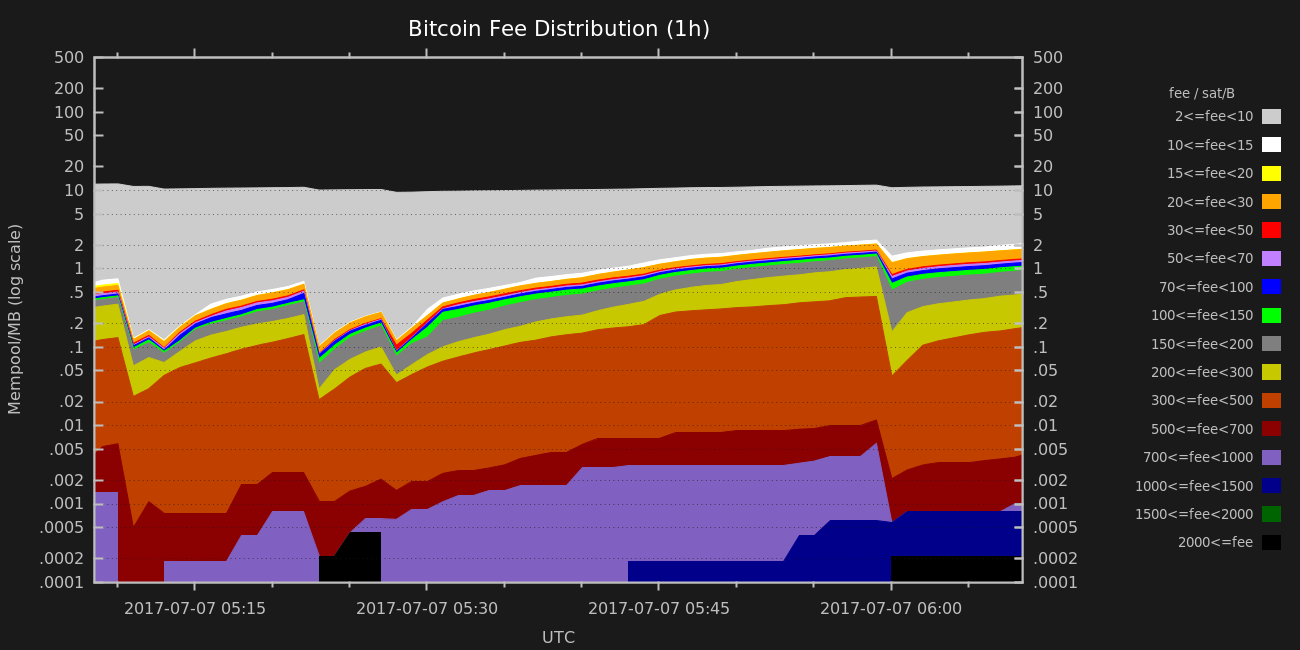 Bitcoin Fee Distribution (1h)
500 500
200 200
100 100
50 50
20 20
10 10
5 5
2 2
1 1
.5 .5
.2 .2
.1 .1
.05 .05
.02 .02
.01 .01
.005 .005
.002 .002
.001 .001
.0005 .0005
.0002 .0002
.0001 .0001
Mempool/MB (log scale)
2017-07-07 05:15 2017-07-07 05:30 2017-07-07 05:45 2017-07-07 06:00
UTC
fee / sat/B
2<=fee<10
10<=fee<15
15<=fee<20
20<=fee<30
30<=fee<50
50<=fee<70
70<=fee<100
100<=fee<150
150<=fee<200
200<=fee<300
300<=fee<500
500<=fee<700
700<=fee<1000
1000<=fee<1500
1500<=fee<2000
2000<=fee